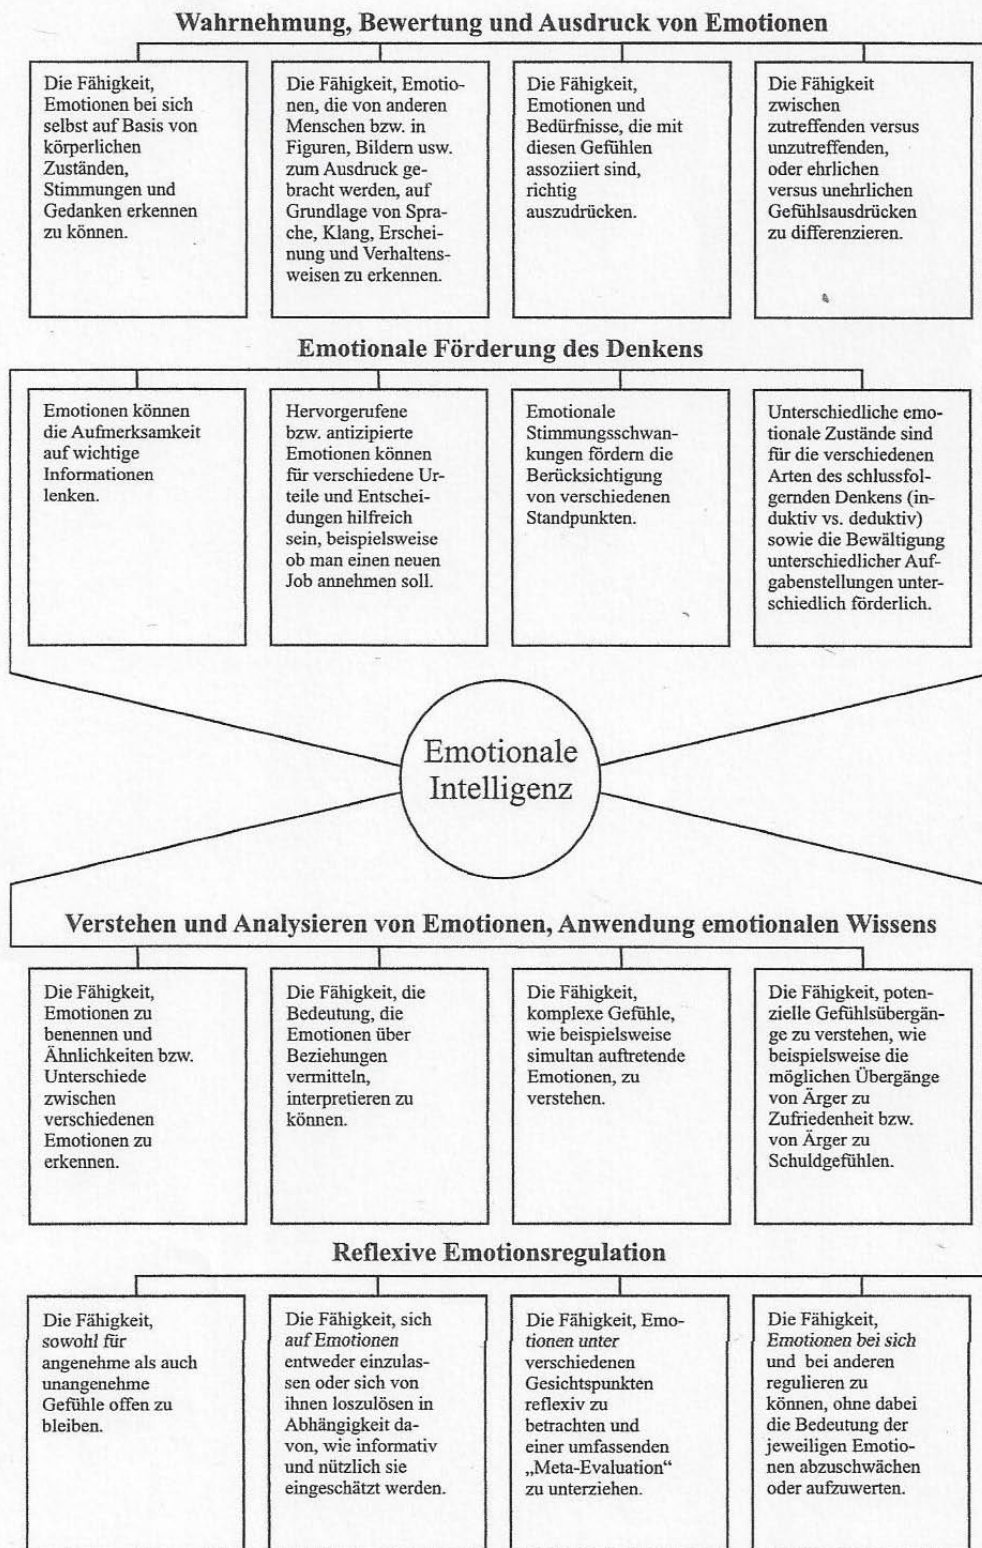 Wahrnehmung, Bewertung und Ausdruck von Emotionen
Die Fähigkeit,
Emotionen bei sich
selbst auf Basis von
körperlichen
Zuständen,
Stimmungen und
Gedanken erkennen
zu können.
Die Fähigkeit, Emotio-
nen, die von anderen
Menschen bzw. in
Figuren, Bildern usw.
zum Ausdruck ge-
bracht werden, auf
Grundlage von Spra-
che, Klang, Erschei-
nung und Verhaltens-
weisen zu erkennen.
Die Fähigkeit,
Emotionen und
Bedürfnisse, die mit
diesen Gefühlen
assoziiert sind,
richtig
auszudrücken.
Die Fähigkeit
zwischen
zutreffenden versus
unzutreffenden,
oder ehrlichen
versus unehrlichen
Gefühlsausdrücken
zu differenzieren.
Emotionale Förderung des Denkens
Emotionen können
die Aufmerksamkeit
auf wichtige
Informationen
lenken.
Hervorgerufene
bzw. antizipierte
Emotionen können
für verschiedene Ur-
teile und Entschei-
dungen hilfreich
sein, beispielsweise
ob man einen neuen
Job annehmen soll.
Emotionale
Stimmungsschwan-
kungen fördern die
Berücksichtigung
von verschiedenen
Standpunkten.
Unterschiedliche emo-
tionale Zustände sind
für die verschiedenen
Arten des schlussfol-
gernden Denkens (in-
duktiv vs. deduktiv)
sowie die Bewältigung
unterschiedlicher Auf-
gabenstellungen unter-
schiedlich förderlich.
Emotionale
Intelligenz
Verstehen und Analysieren von Emotionen, Anwendung emotionalen Wissens
Die Fähigkeit,
Emotionen zu
benennen und
Ähnlichkeiten bzw.
Unterschiede
zwischen
verschiedenen
Emotionen zu
erkennen.
Die Fähigkeit, die
Bedeutung, die
Emotionen über
Beziehungen
vermitteln,
interpretieren zu
können.
Die Fähigkeit,
komplexe Gefühle,
wie beispielsweise
simultan auftretende
Emotionen, zu
verstehen.
Die Fähigkeit, poten-
zielle Gefühlsübergän-
ge zu verstehen, wie
beispielsweise die
möglichen Übergänge
von Ärger zu
Zufriedenheit bzw.
von Ärger zu
Schuldgefühlen.
Reflexive Emotionsregulation
Die Fähigkeit,
sowohl für
angenehme als auch
unangenehme
Gefühle offen zu
bleiben.
Die Fähigkeit, sich
auf Emotionen
entweder einzulas-
sen oder sich von
ihnen loszulösen in
Abhängigkeit da-
von, wie informativ
und nützlich sie
eingeschätzt werden.
Die Fähigkeit, Emo-
tionen unter
verschiedenen
Gesichtspunkten
reflexiv zu
betrachten und
einer umfassenden
„Meta-Evaluation“
zu unterziehen.
Die Fähigkeit,
Emotionen bei sich
und bei anderen
regulieren zu
können, ohne dabei
die Bedeutung der
jeweiligen Emotio-
nen abzuschwächen
oder aufzuwerten.